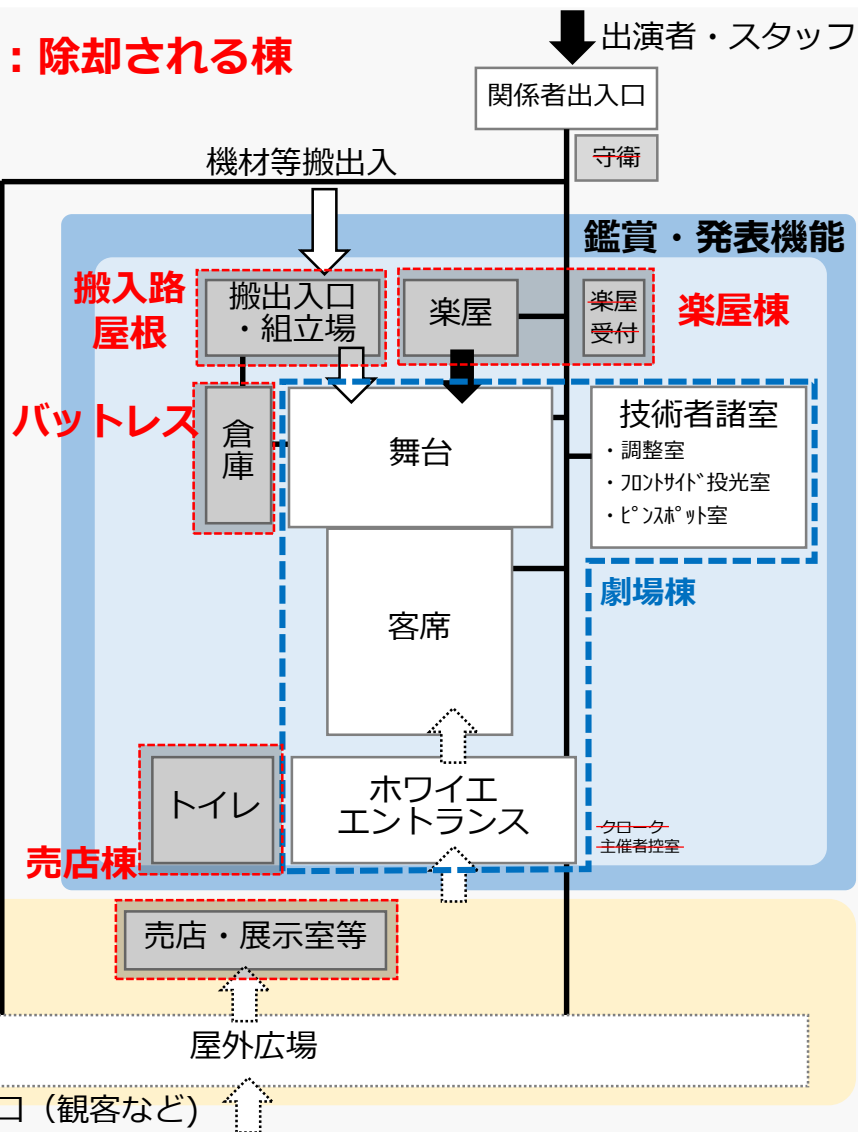 ：除却される棟
出演者・スタッフ
関係者出入口
守衛
機材等搬出入
鑑賞・発表機能
搬入路
屋根
搬出入口
・組立場
楽屋
楽屋
受付
楽屋棟
バットレス
倉
庫
舞台
技術者諸室
・調整室
・ﾌﾛﾝﾄｻｲﾄﾞ投光室
・ﾋﾟﾝｽﾎﾟｯﾄ室
劇場棟
客席
トイレ
ホワイエ
エントランス
クローク
主催者控室
売店棟
売店・展示室等
屋外広場
口（観客など)